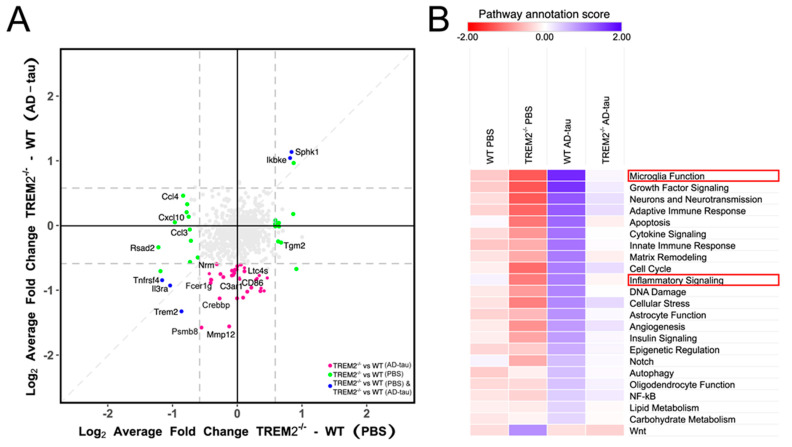 A
Log2 Average Fold Change TREM2-/- - WT (AD-tau)
2
1
0
-1
-2
Sphk1
Ikbke
Ccl4
Cxcl10
Ccl3
Rsad2
Tgm2
Nrm
Ltc4s
Tnfrsf4
Il3ra
Fcer1g
C3ar1
CD86
Crebbp
Trem2
Psmb8
Mmp12
TREM2-/- vs WT (AD-tau)
TREM2-/- vs WT (PBS)
TREM2-/- vs WT (PBS) &
TREM2-/- vs WT (AD-tau)
-2 -1 0 1 2
Log2 Average Fold Change TREM2-/- - WT (PBS)
B
Pathway annotation score
-2.00 0.00 2.00
WT PBS
TREM2-/- PBS
WT AD-tau
TREM2-/- AD-tau
Microglia Function
Growth Factor Signaling
Neurons and Neurotransmission
Adaptive Immune Response
Apoptosis
Cytokine Signaling
Innate Immune Response
Matrix Remodeling
Cell Cycle
Inflammatory Signaling
DNA Damage
Cellular Stress
Astrocyte Function
Angiogenesis
Insulin Signaling
Epigenetic Regulation
Notch
Autophagy
Oligodendrocyte Function
NF-kB
Lipid Metabolism
Carbohydrate Metabolism
Wnt